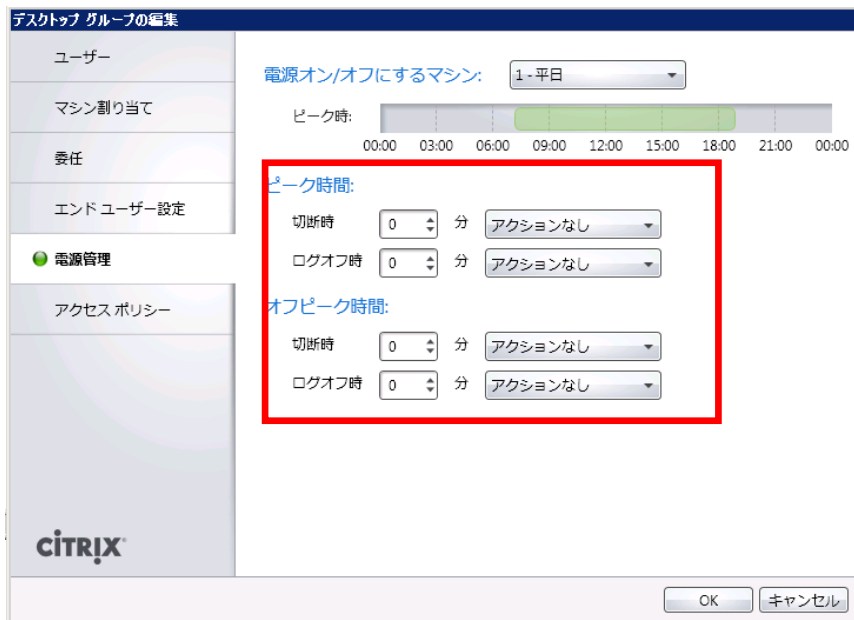 デスクトップ グループの編集
ユーザー
マシン割り当て
委任
エンド ユーザー設定
電源管理
アクセス ポリシー
CİTRIX
電源オン/オフにするマシン: 1 - 平日
ピーク時:
00:00 03:00 06:00 09:00 12:00 15:00 18:00 21:00 00:00
ピーク時間:
切断時 0 分 アクションなし
ログオフ時 0 分 アクションなし
オフピーク時間:
切断時 0 分 アクションなし
ログオフ時 0 分 アクションなし
OK キャンセル